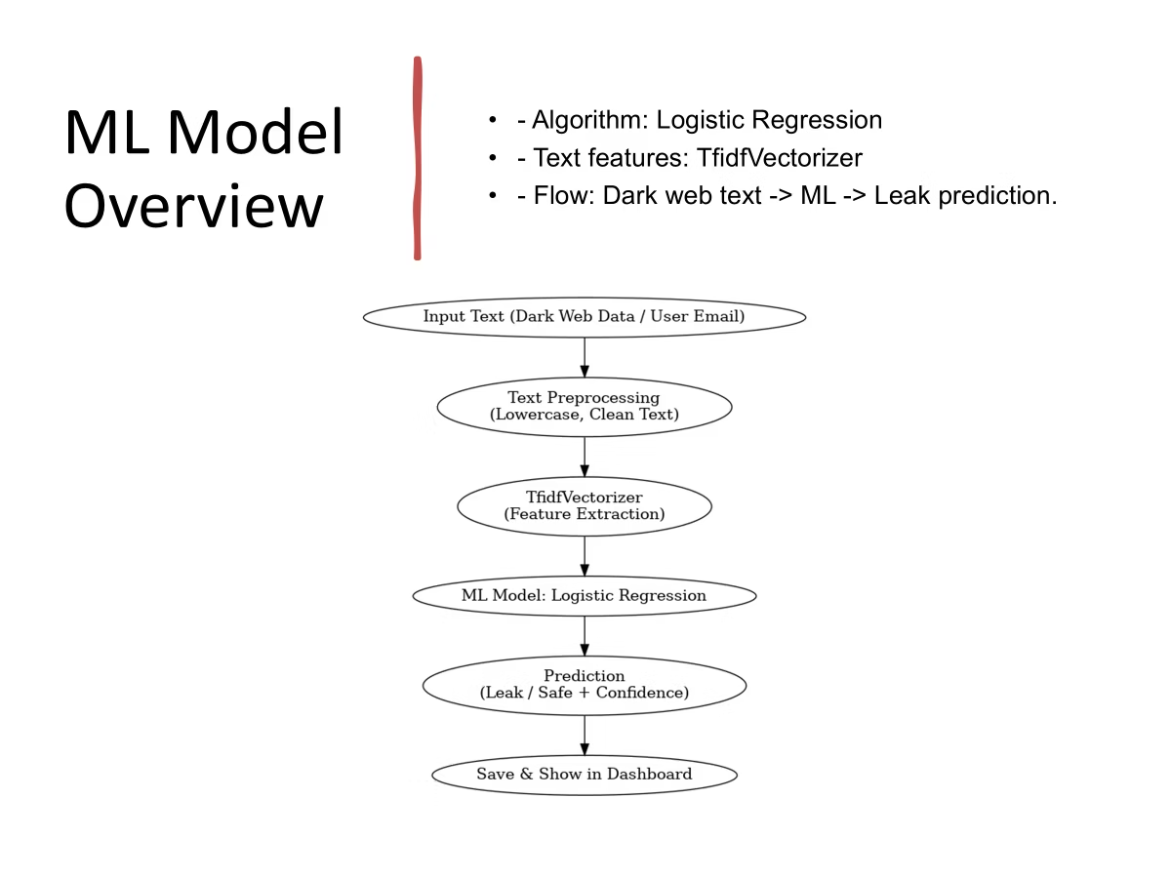 ML Model
Overview
• - Algorithm: Logistic Regression
• - Text features: TfidfVectorizer
• - Flow: Dark web text -> ML -> Leak prediction.
Input Text (Dark Web Data / User Email)
Text Preprocessing
(Lowercase, Clean Text)
TfidfVectorizer
(Feature Extraction)
ML Model: Logistic Regression
Prediction
(Leak / Safe + Confidence)
Save & Show in Dashboard